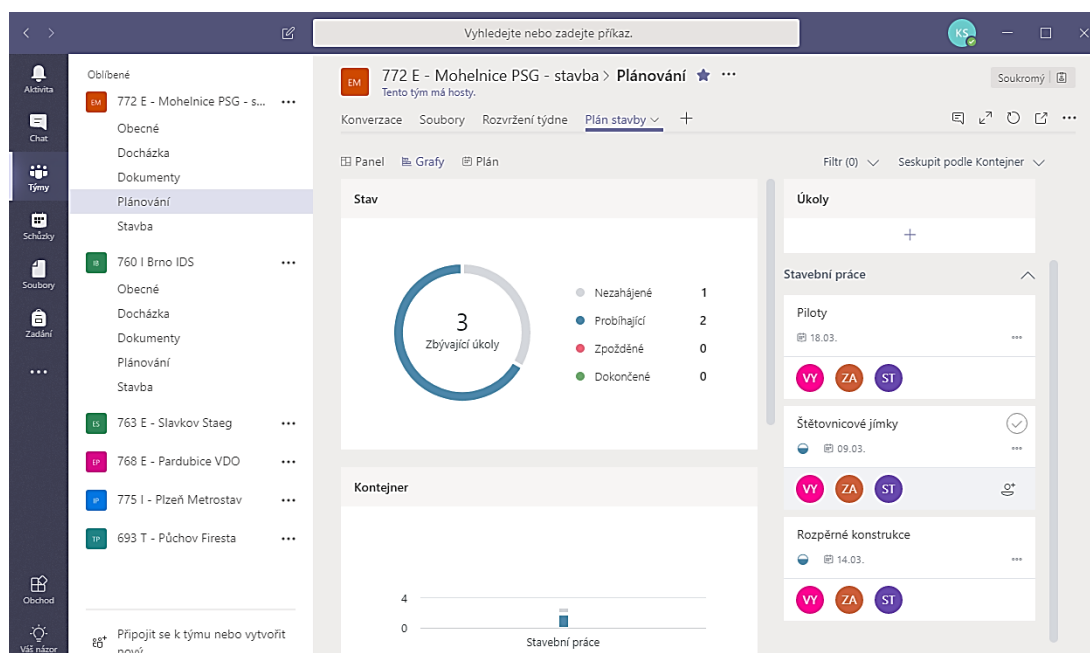 Vyhledejte nebo zadejte příkaz.
KS
Aktivita
Chat
Týmy
Schůzky
Soubory
Zadání
Obchod
Váš názor
Oblíbené
EM 772 E - Mohelnice PSG - s...
Obecné
Docházka
Dokumenty
Plánování
Stavba
IB 760 I Brno IDS
Obecné
Docházka
Dokumenty
Plánování
Stavba
ES 763 E - Slavkov Staeg
EP 768 E - Pardubice VDO
IP 775 I - Plzeň Metrostav
TP 693 T - Půchov Firesta
Připojit se k týmu nebo vytvořit
nový
EM 772 E - Mohelnice PSG - stavba > Plánování
Tento tým má hosty.
Soukromý
Konverzace Soubory Rozvržení týdne Plán stavby
Panel Grafy Plán
Filtr (0) Seskupit podle Kontejner
Stav
3
Zbývající úkoly
Nezahájené 1
Probíhající 2
Zpožděné 0
Dokončené 0
Kontejner
4
0
Stavební práce
Úkoly
Stavební práce
Piloty
18.03.
VY ZA ST
Štětovnicové jímky
09.03.
VY ZA ST
Rozpěrné konstrukce
14.03.
VY ZA ST